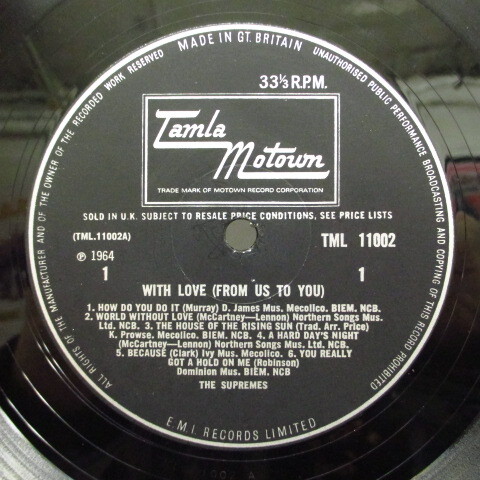 MADE IN GT. BRITAIN
UNAUTHORISED PUBLIC PERFORMANCE BROADCASTING AND COPYING OF THIS RECORD PROHIBITED
ALL RIGHTS OF THE MANUFACTURER AND OF THE OWNER OF THE RECORDED WORK RESERVED
33⅓ R.P.M.
Tamla
Motown
TRADE MARK OF MOTOWN RECORD CORPORATION
SOLD IN U.K. SUBJECT TO RESALE PRICE CONDITIONS, SEE PRICE LISTS
(TML.11002A) TML 11002
℗ 1964
1 1
WITH LOVE (FROM US TO YOU)
1. HOW DO YOU DO IT (Murray) D. James Mus. Mecolico. BIEM. NCB.
2. WORLD WITHOUT LOVE (McCartney—Lennon) Northern Songs Mus.
Ltd. NCB. 3. THE HOUSE OF THE RISING SUN (Trad. Arr. Price)
K. Prowse. Mecolico. BIEM. NCB. 4. A HARD DAY'S NIGHT
(McCartney—Lennon) Northern Songs Mus. Ltd. NCB.
5. BECAUSE (Clark) Ivy Mus. Mecolico. 6. YOU REALLY
GOT A HOLD ON ME (Robinson)
Dominion Mus. BIEM. NCB
THE SUPREMES
E.M.I. RECORDS LIMITED